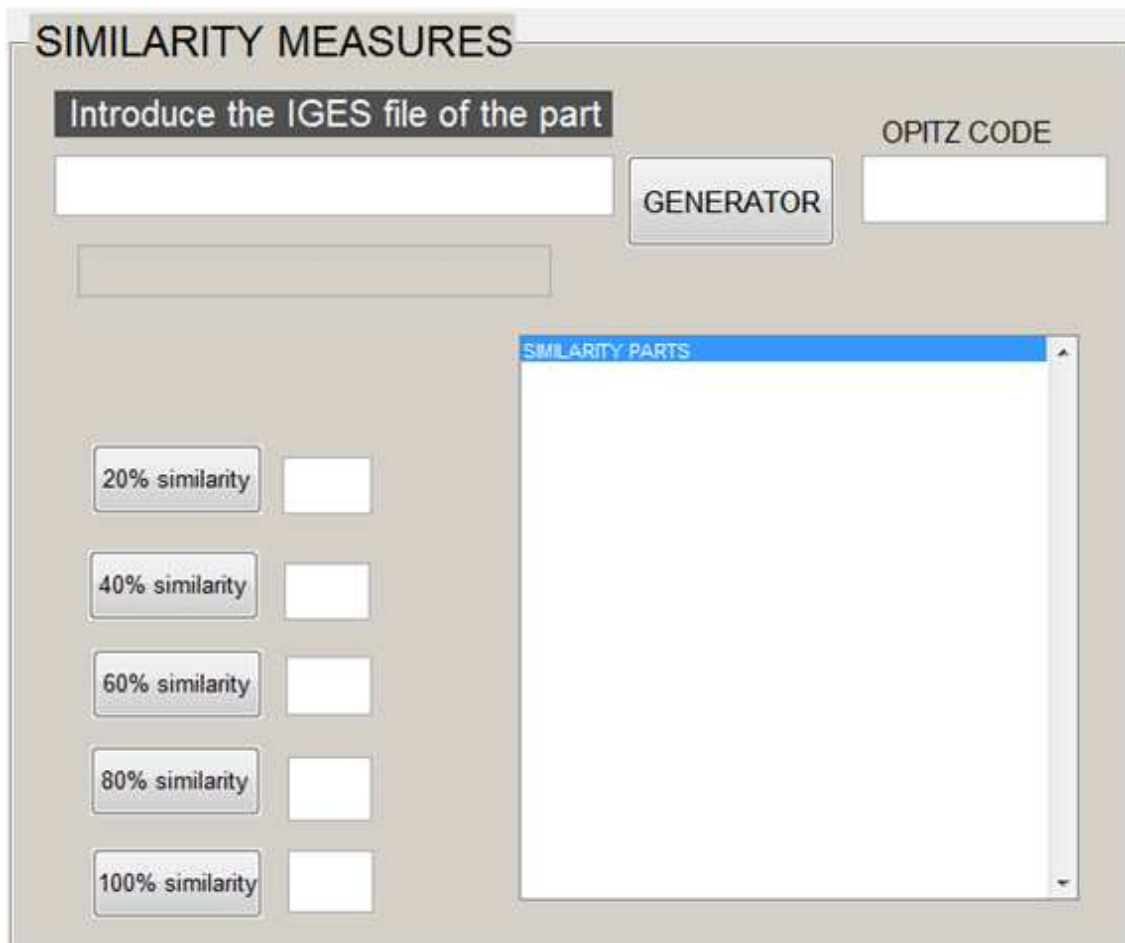 SIMILARITY MEASURES
Introduce the IGES file of the part
OPITZ CODE
GENERATOR
SIMILARITY PARTS
20% similarity
40% similarity
60% similarity
80% similarity
100% similarity